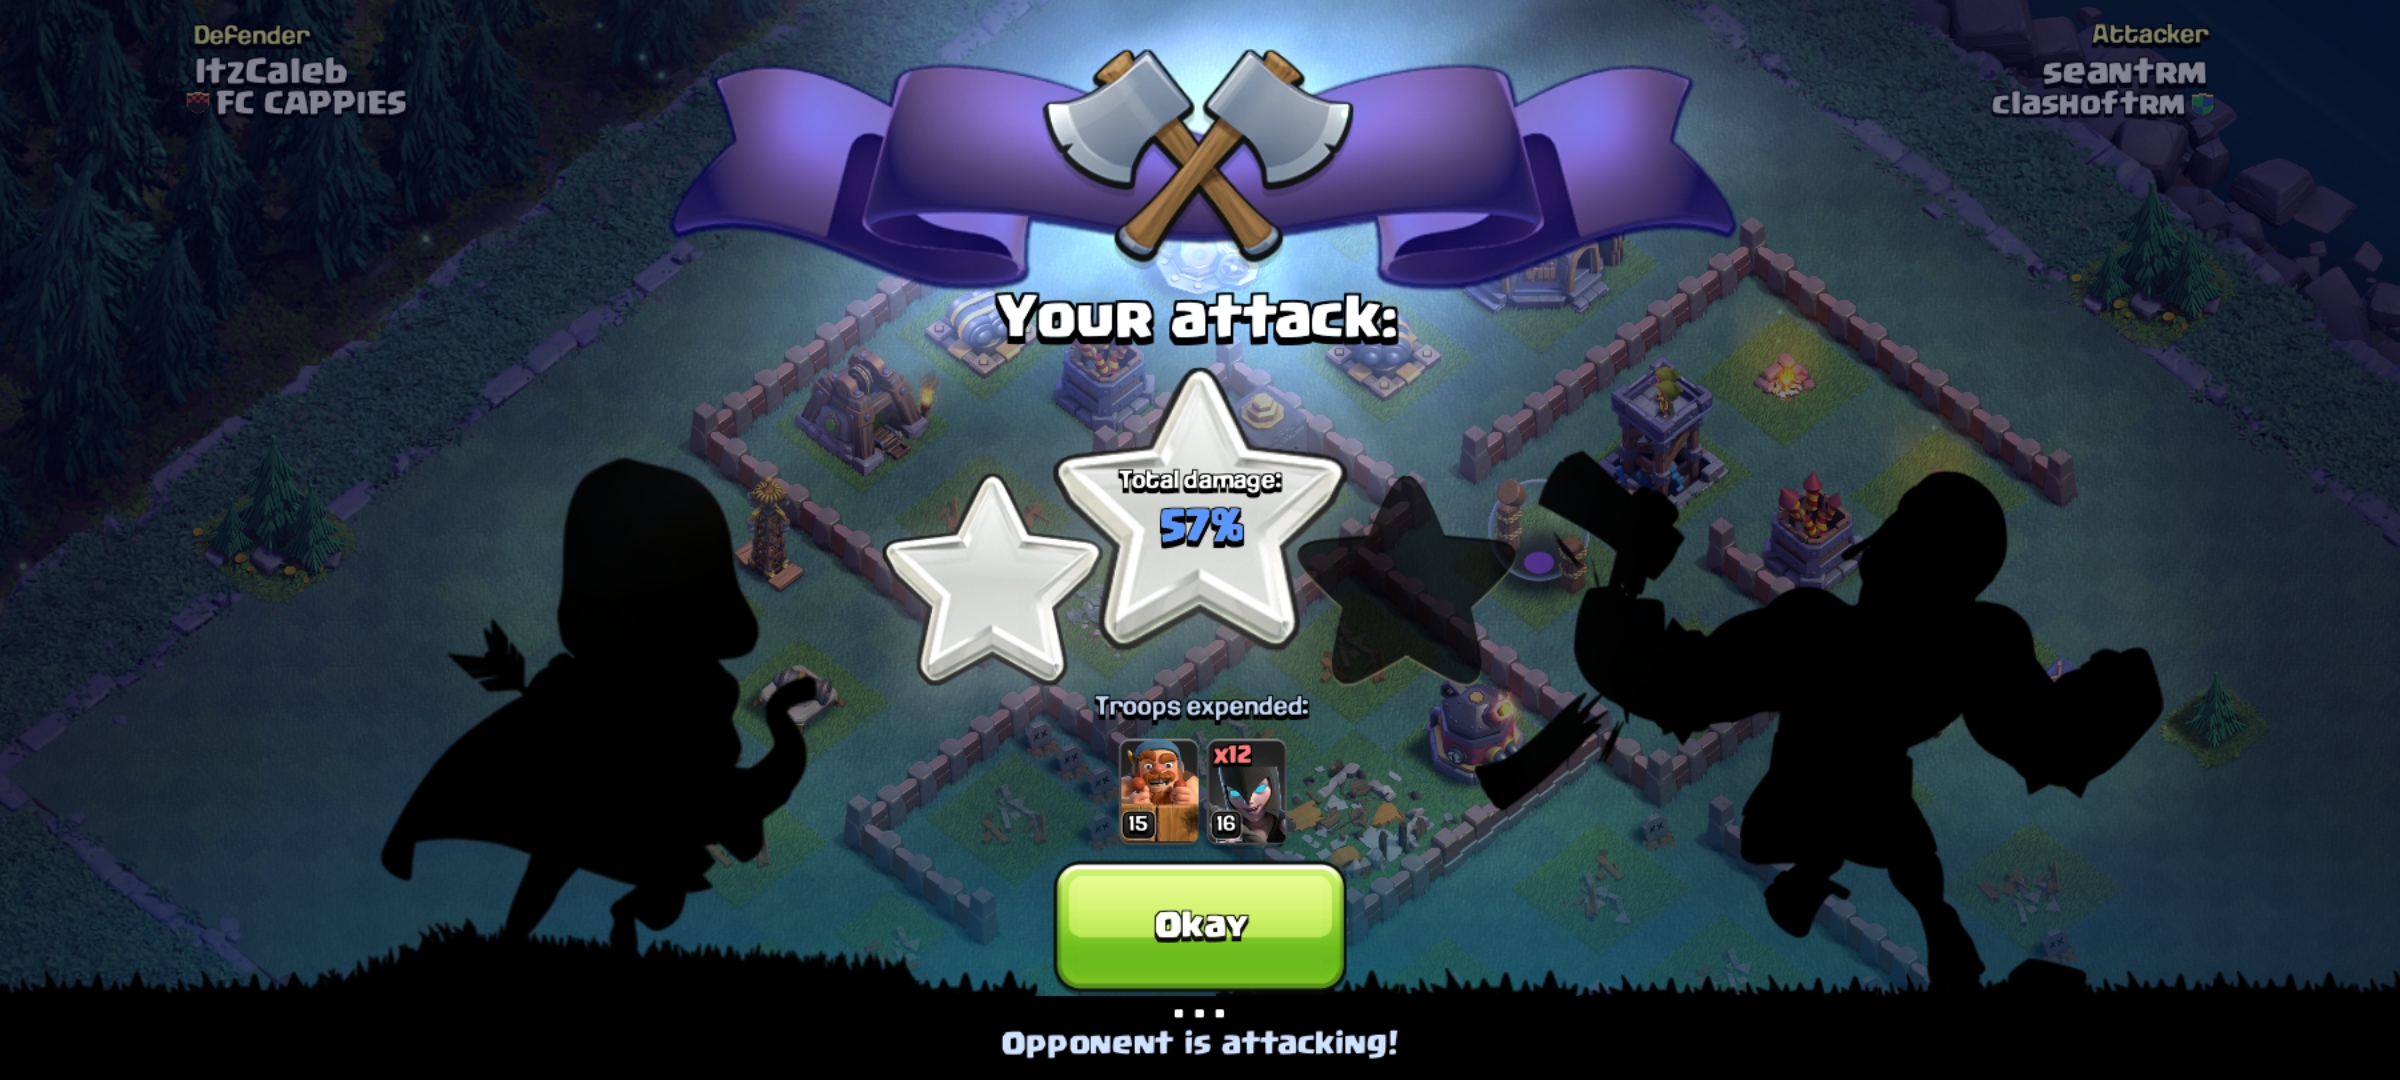 Defender
ItzCaleb
FC CAPPIES
Attacker
seantrm
clashoftrm
Your attack:
Total damage:
57%
Troops expended:
x12
15
16
Okay
...
Opponent is attacking!